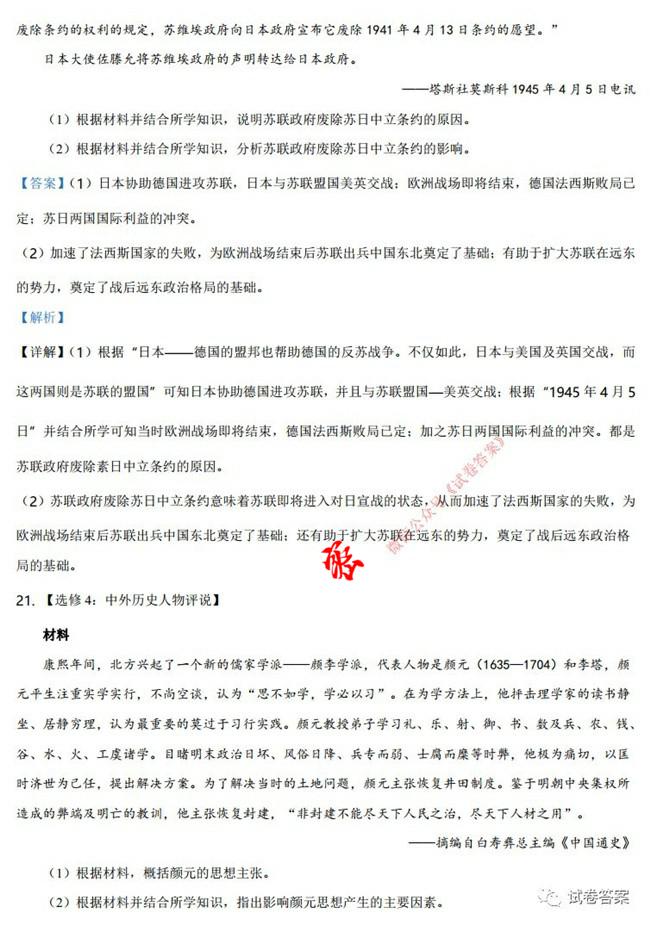 废除条约的权利的规定，苏维埃政府向日本政府宣布它废除 1941 年 4 月 13 日条约的愿望。”
日本大使佐藤允将苏维埃政府的声明转达给日本政府。
——塔斯社莫斯科 1945 年 4 月 5 日电讯
（1）根据材料并结合所学知识，说明苏联政府废除苏日中立条约的原因。
（2）根据材料并结合所学知识，分析苏联政府废除苏日中立条约的影响。
【答案】（1）日本协助德国进攻苏联，日本与苏联盟国美英交战；欧洲战场即将结束，德国法西斯败局已
定；苏日两国国际利益的冲突。
（2）加速了法西斯国家的失败，为欧洲战场结束后苏联出兵中国东北奠定了基础；有助于扩大苏联在远东
的势力，奠定了战后远东政治格局的基础。
【解析】
【详解】（1）根据“日本——德国的盟邦也帮助德国的反苏战争。不仅如此，日本与美国及英国交战，而
这两国则是苏联的盟国”可知日本协助德国进攻苏联，并且与苏联盟国—美英交战；根据“1945 年 4 月 5
日”并结合所学可知当时欧洲战场即将结束，德国法西斯败局已定；加之苏日两国国际利益的冲突。都是
苏联政府废除素日中立条约的原因。
（2）苏联政府废除苏日中立条约意味着苏联即将进入对日宣战的状态，从而加速了法西斯国家的失败，为
欧洲战场结束后苏联出兵中国东北奠定了基础；还有助于扩大苏联在远东的势力，奠定了战后远东政治格
局的基础。
微信公众号《试卷答案》
21. 【选修 4：中外历史人物评说】
材料
康熙年间，北方兴起了一个新的儒家学派——颜李学派，代表人物是颜元（1635—1704）和李塨，颜
元平生注重实学实行，不尚空谈，认为“思不如学，学必以习”。在为学方法上，他抨击理学家的读书静
坐、居静穷理，认为最重要的莫过于习行实践。颜元教授弟子学习礼、乐、射、御、书、数及兵、农、钱、
谷、水、火、工虞诸学。目睹明末政治日坏、风俗日降、兵专而弱、士腐而靡等时弊，他极为痛切，以匡
时济世为己任，提出解决方案。为了解决当时的土地问题，颜元主张恢复井田制度。鉴于明朝中央集权所
造成的弊端及明亡的教训，他主张恢复封建，“非封建不能尽天下人民之治，尽天下人材之用”。
——摘编自白寿彝总主编《中国通史》
（1）根据材料，概括颜元的思想主张。
（2）根据材料并结合所学知识，指出影响颜元思想产生的主要因素。
试卷答案